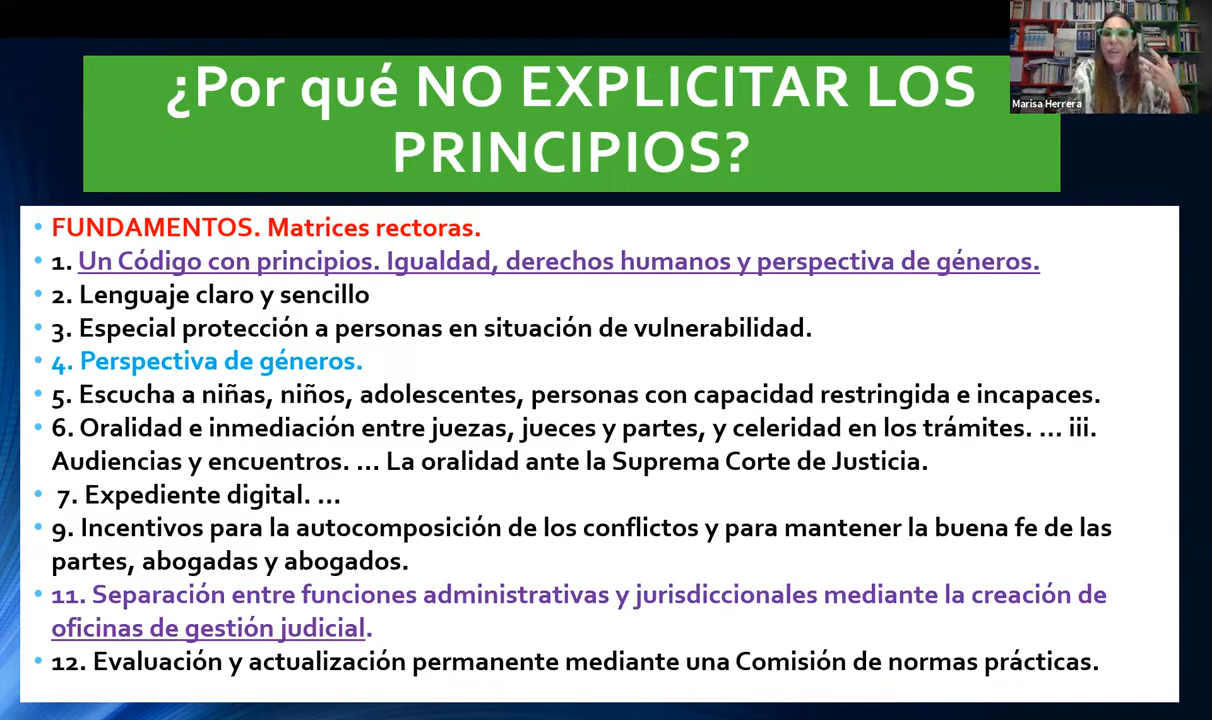 ¿Por qué NO EXPLICITAR LOS
PRINCIPIOS?
Marisa Herrera
• FUNDAMENTOS. Matrices rectoras.
• 1. Un Código con principios. Igualdad, derechos humanos y perspectiva de géneros.
• 2. Lenguaje claro y sencillo
• 3. Especial protección a personas en situación de vulnerabilidad.
• 4. Perspectiva de géneros.
• 5. Escucha a niñas, niños, adolescentes, personas con capacidad restringida e incapaces.
• 6. Oralidad e inmediación entre juezas, jueces y partes, y celeridad en los trámites. ... iii.
Audiencias y encuentros. ... La oralidad ante la Suprema Corte de Justicia.
• 7. Expediente digital. ...
• 9. Incentivos para la autocomposición de los conflictos y para mantener la buena fe de las
partes, abogadas y abogados.
• 11. Separación entre funciones administrativas y jurisdiccionales mediante la creación de
oficinas de gestión judicial.
• 12. Evaluación y actualización permanente mediante una Comisión de normas prácticas.